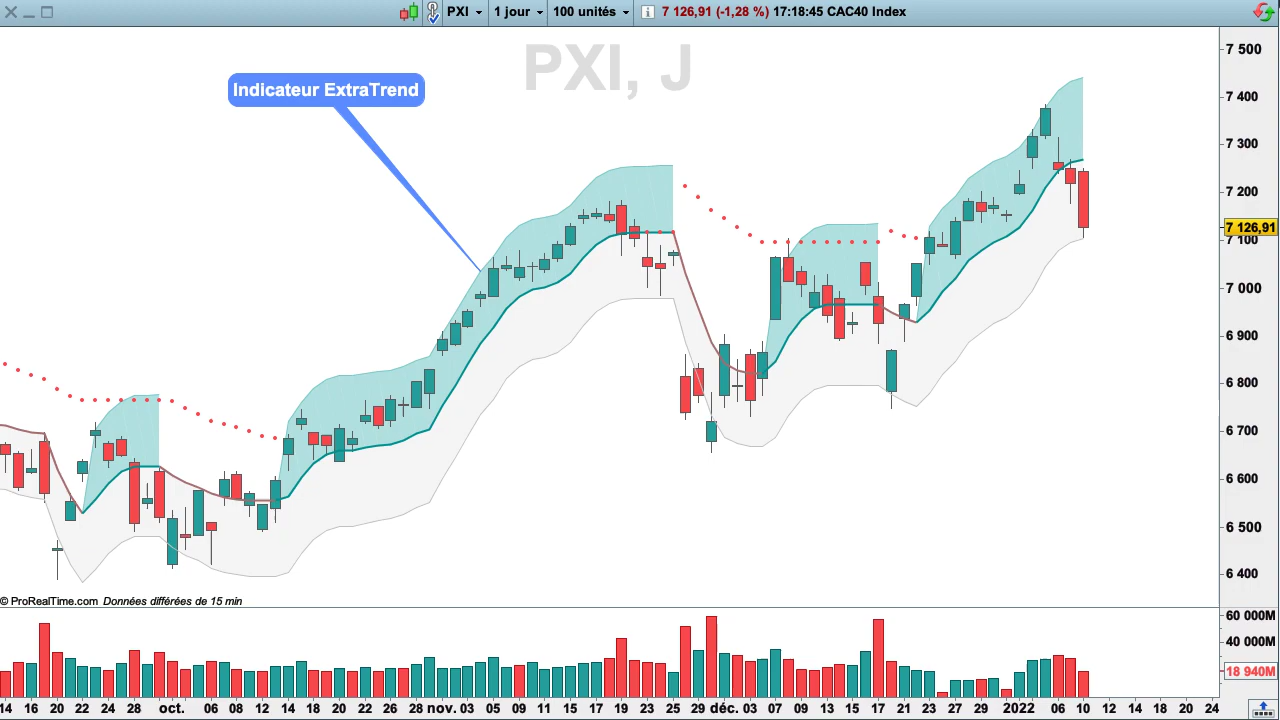 PXI 1 jour 100 unités 7 126,91 (-1,28 %) 17:18:45 CAC40 Index
PXI, J
Indicateur ExtraTrend
7 500
7 400
7 300
7 200
7 126,91
7 100
7 000
6 900
6 800
6 700
6 600
6 500
6 400
© ProRealTime.com Données différées de 15 min
60 000M
40 000M
18 940M
14 16 20 22 24 28 oct. 06 08 12 14 18 20 22 26 28 nov. 03 05 09 11 15 17 19 23 25 29 déc. 03 07 09 13 15 17 21 23 27 29 2022 06 10 12 14 18 20 24